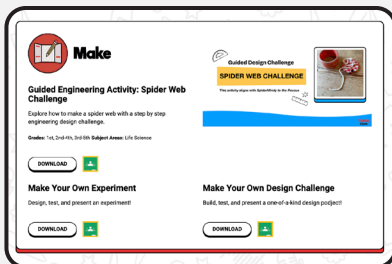 Make
Guided Engineering Activity: Spider Web
Challenge
Explore how to make a spider web with a step by step
engineering design challenge.
Grades: 1st, 2nd-4th, 3rd-5th Subject Areas: Life Science
DOWNLOAD
Guided Design Challenge
SPIDER WEB CHALLENGE
Make Your Own Experiment
Design, test, and present an experiment!
DOWNLOAD
Make Your Own Design Challenge
Build, test, and present a one-of-a-kind design podject!
DOWNLOAD